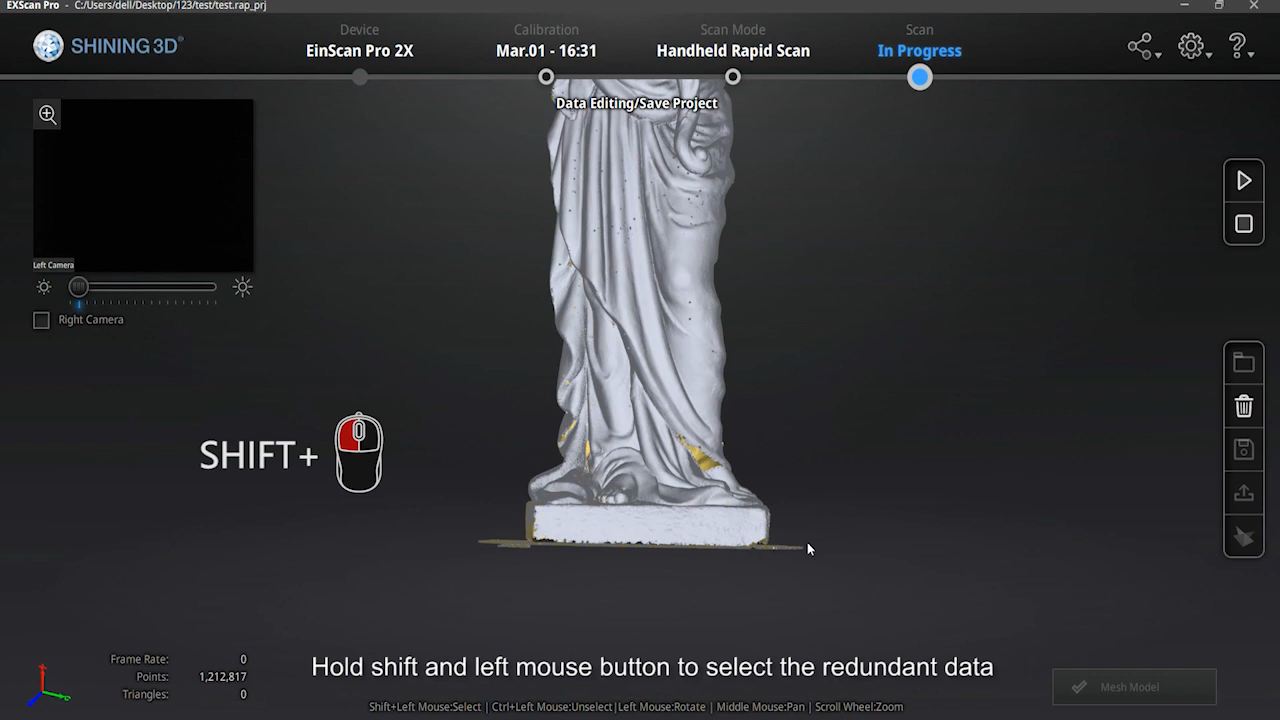 EXScan Pro - C:/Users/dell/Desktop/123/test/test.rap_prj
SHINING 3D®
Device
EinScan Pro 2X
Calibration
Mar.01 - 16:31
Scan Mode
Handheld Rapid Scan
Scan
In Progress
Data Editing/Save Project
Left Camera
Right Camera
SHIFT+
Frame Rate: 0
Points: 1,212,817
Triangles: 0
Hold shift and left mouse button to select the redundant data
Mesh Model
Shift+Left Mouse:Select | Ctrl+Left Mouse:Unselect|Left Mouse:Rotate | Middle Mouse:Pan | Scroll Wheel:Zoom